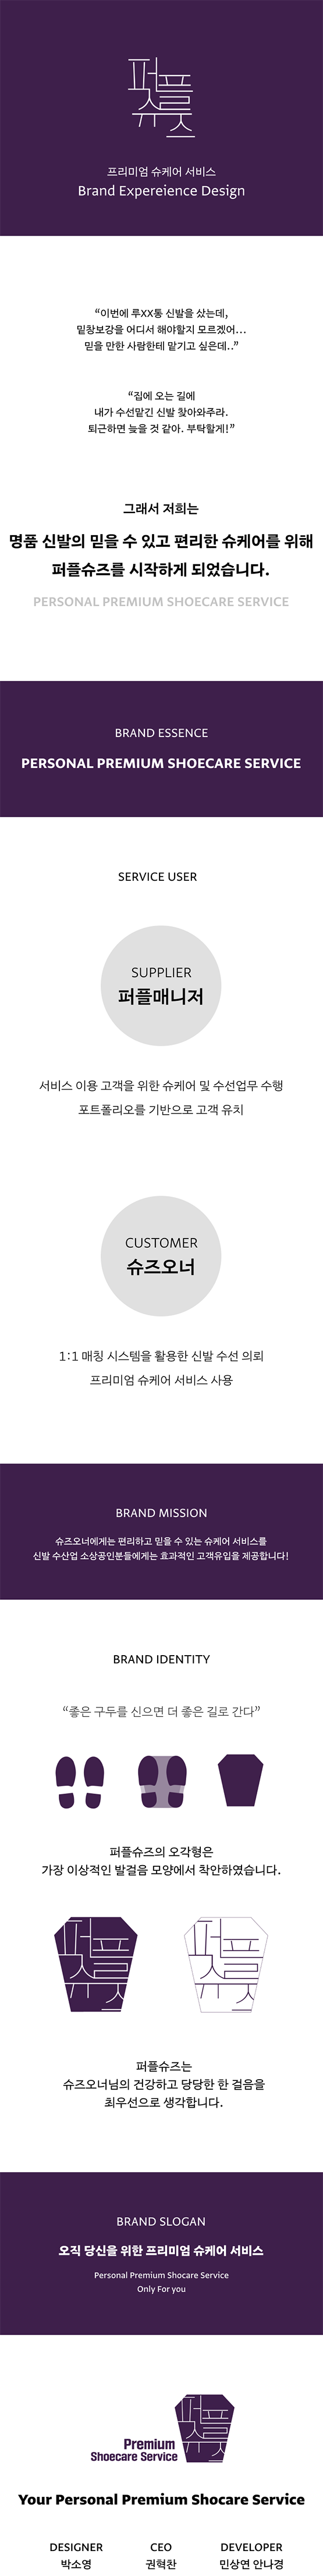 퍼플
슈즈
프리미엄 슈케어 서비스
Brand Expereience Design
“이번에 루XX통 신발을 샀는데,
밑창보강을 어디서 해야할지 모르겠어...
믿을 만한 사람한테 맡기고 싶은데..”
“집에 오는 길에
내가 수선맡긴 신발 찾아와주라.
퇴근하면 늦을 것 같아. 부탁할게!”
그래서 저희는
명품 신발의 믿을 수 있고 편리한 슈케어를 위해
퍼플슈즈를 시작하게 되었습니다.
PERSONAL PREMIUM SHOECARE SERVICE
BRAND ESSENCE
PERSONAL PREMIUM SHOECARE SERVICE
SERVICE USER
SUPPLIER
퍼플매니저
서비스 이용 고객을 위한 슈케어 및 수선업무 수행
포트폴리오를 기반으로 고객 유치
CUSTOMER
슈즈오너
1:1 매칭 시스템을 활용한 신발 수선 의뢰
프리미엄 슈케어 서비스 사용
BRAND MISSION
슈즈오너에게는 편리하고 믿을 수 있는 슈케어 서비스를
신발 수산업 소상공인분들에게는 효과적인 고객유입을 제공합니다!
BRAND IDENTITY
“좋은 구두를 신으면 더 좋은 길로 간다”
퍼플슈즈의 오각형은
가장 이상적인 발걸음 모양에서 착안하였습니다.
퍼플
슈즈
퍼플
슈즈
퍼플슈즈는
슈즈오너님의 건강하고 당당한 한 걸음을
최우선으로 생각합니다.
BRAND SLOGAN
오직 당신을 위한 프리미엄 슈케어 서비스
Personal Premium Shocare Service
Only For you
퍼플
슈즈
Premium
Shoecare Service
Your Personal Premium Shocare Service
DESIGNER CEO DEVELOPER
박소영 권혁찬 민상연 안나경